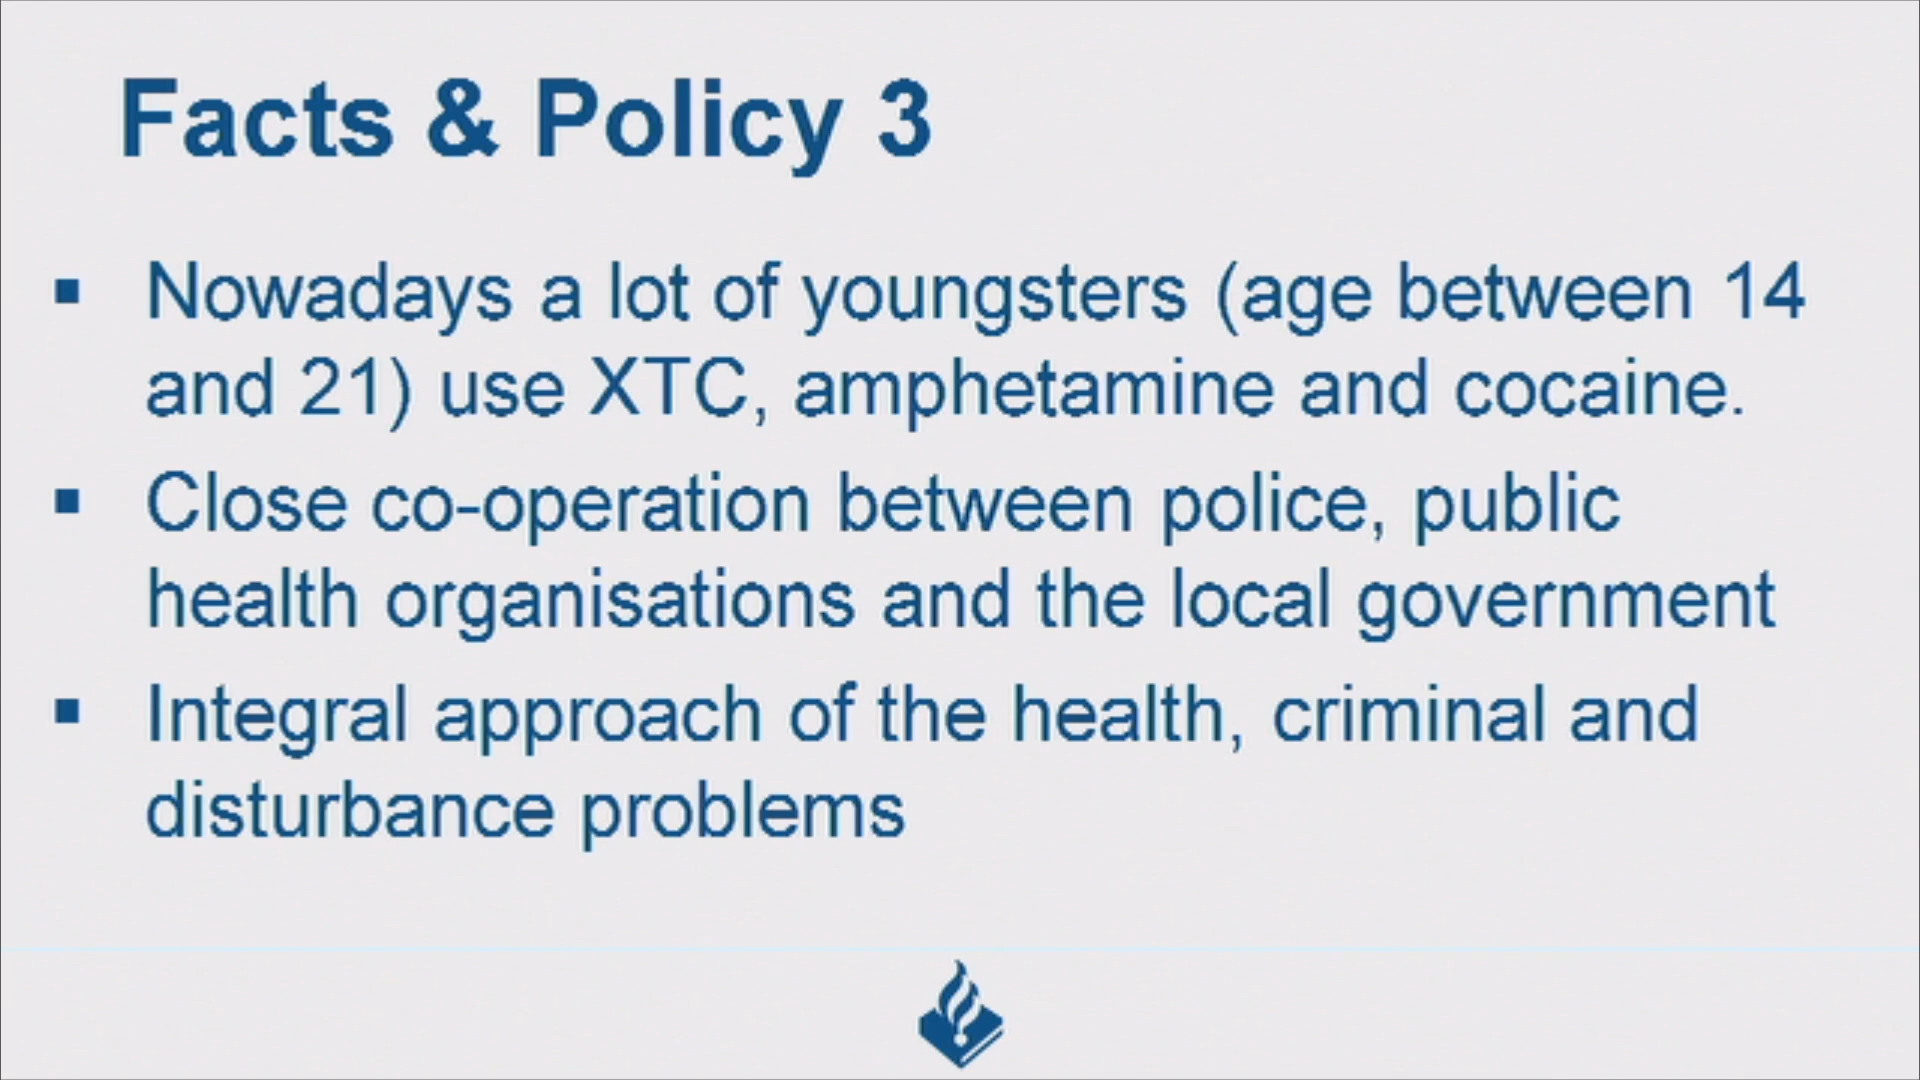 Facts & Policy 3
▪ Nowadays a lot of youngsters (age between 14
and 21) use XTC, amphetamine and cocaine.
▪ Close co-operation between police, public
health organisations and the local government
▪ Integral approach of the health, criminal and
disturbance problems